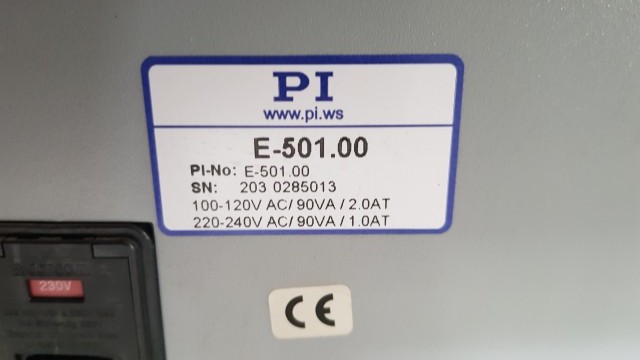 PI
www.pi.ws
E-501.00
PI-No: E-501.00
SN: 203 0285013
100-120V AC/ 90VA / 2.0AT
220-240V AC/ 90VA / 1.0AT
230V
CE